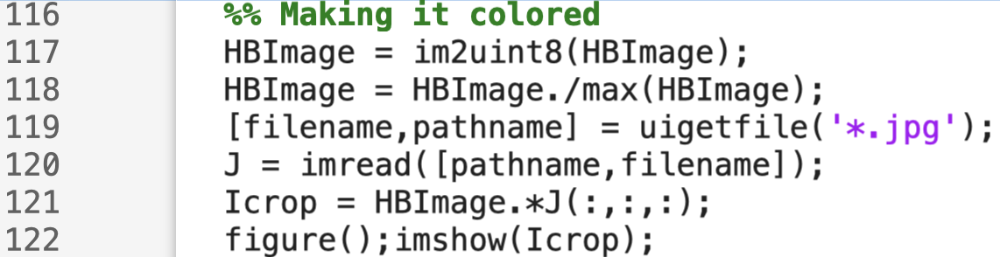 116 %% Making it colored
117 HBImage = im2uint8(HBImage);
118 HBImage = HBImage./max(HBImage);
119 [filename,pathname] = uigetfile('*.jpg');
120 J = imread([pathname,filename]);
121 Icrop = HBImage.*J(:,:,:);
122 figure();imshow(Icrop);